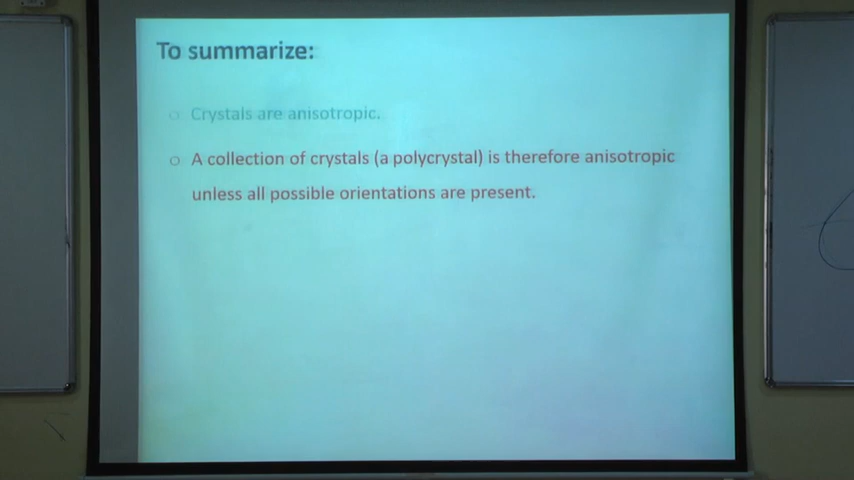 To summarize:
o Crystals are anisotropic.
o A collection of crystals (a polycrystal) is therefore anisotropic
unless all possible orientations are present.